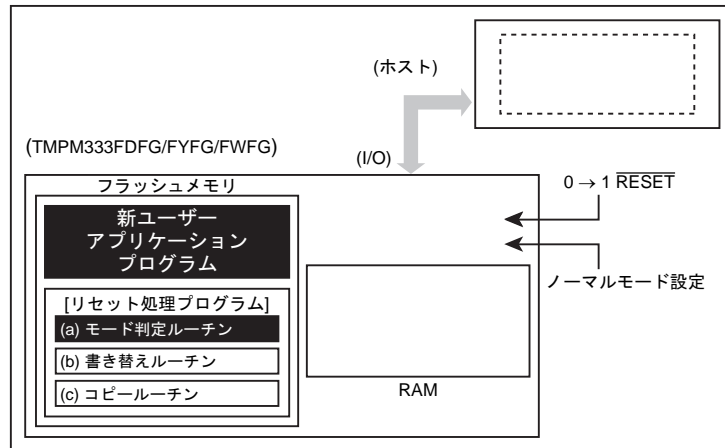 (ホスト)
(TMPM333FDFG/FYFG/FWFG)
(I/O)
フラッシュメモリ
新ユーザー
アプリケーション
プログラム
[リセット処理プログラム]
(a) モード判定ルーチン
(b) 書き替えルーチン
(c) コピールーチン
RAM
0 → 1 RESET
ノーマルモード設定